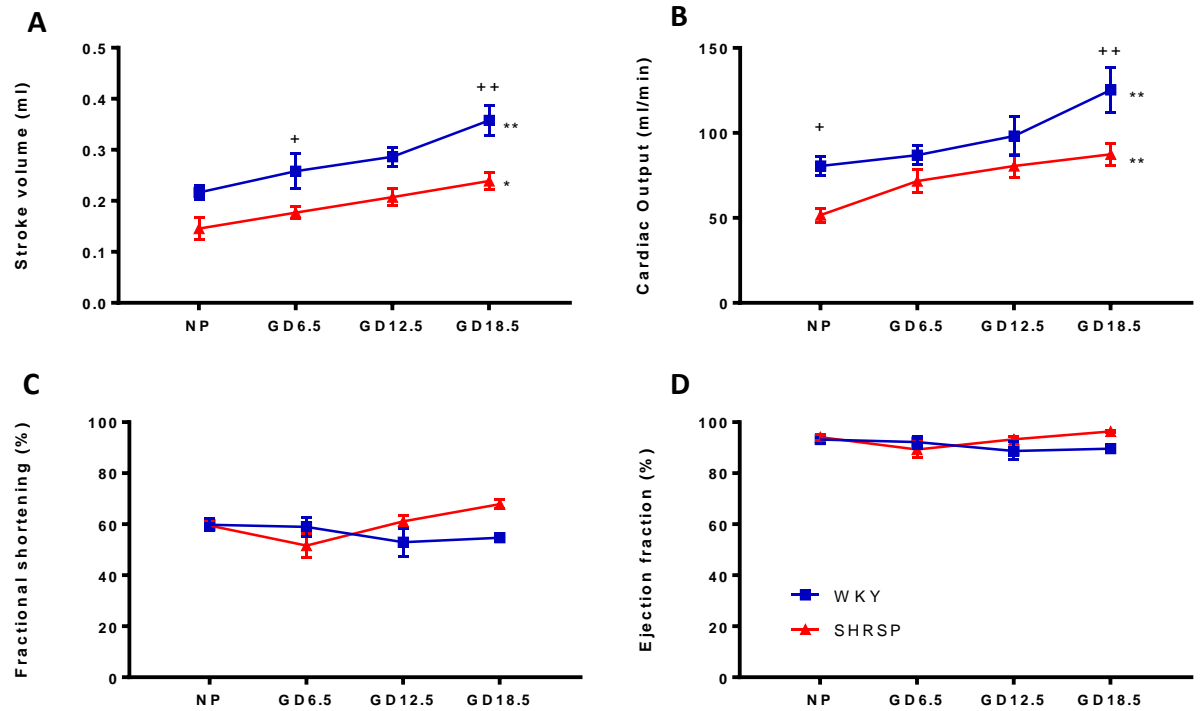 A
Stroke volume (ml)
0.5
0.4
0.3
0.2
0.1
0.0
+
++
**
*
NP GD6.5 GD12.5 GD18.5
B
Cardiac Output (ml/min)
150
100
50
0
+
++
**
**
NP GD6.5 GD12.5 GD18.5
C
Fractional shortening (%)
100
80
60
40
20
0
NP GD6.5 GD12.5 GD18.5
D
Ejection fraction (%)
100
80
60
40
20
0
WKY
SHRSP
NP GD6.5 GD12.5 GD18.5